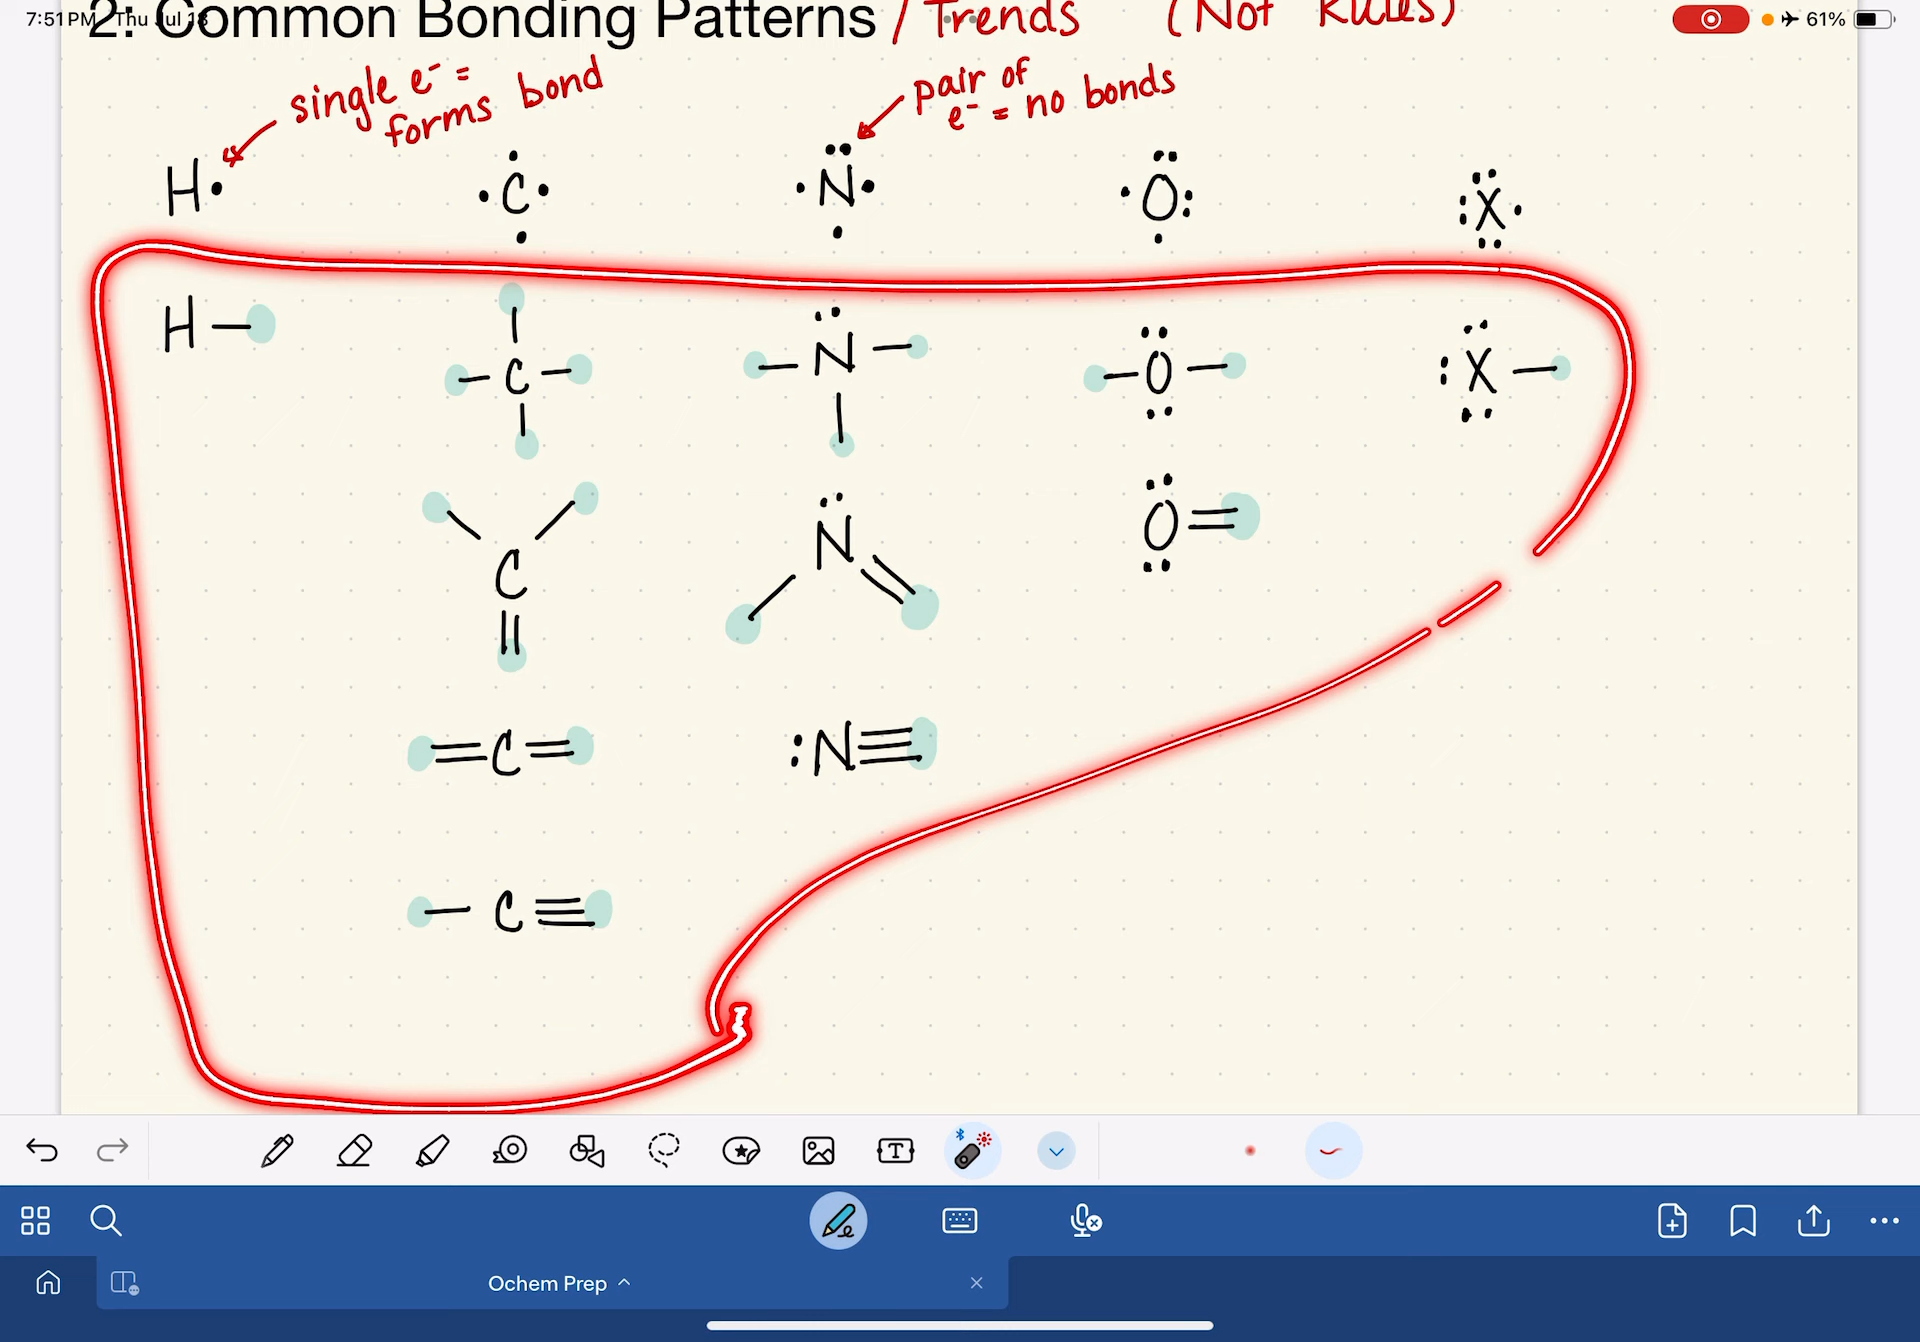 7:51 PM Thu Jul 13
61%
2: Common Bonding Patterns / Trends (Not Rules)
single e⁻ =
forms bond
pair of
e⁻ = no bonds
H C N O X
H C N O X
C N O
C N
C
Ochem Prep